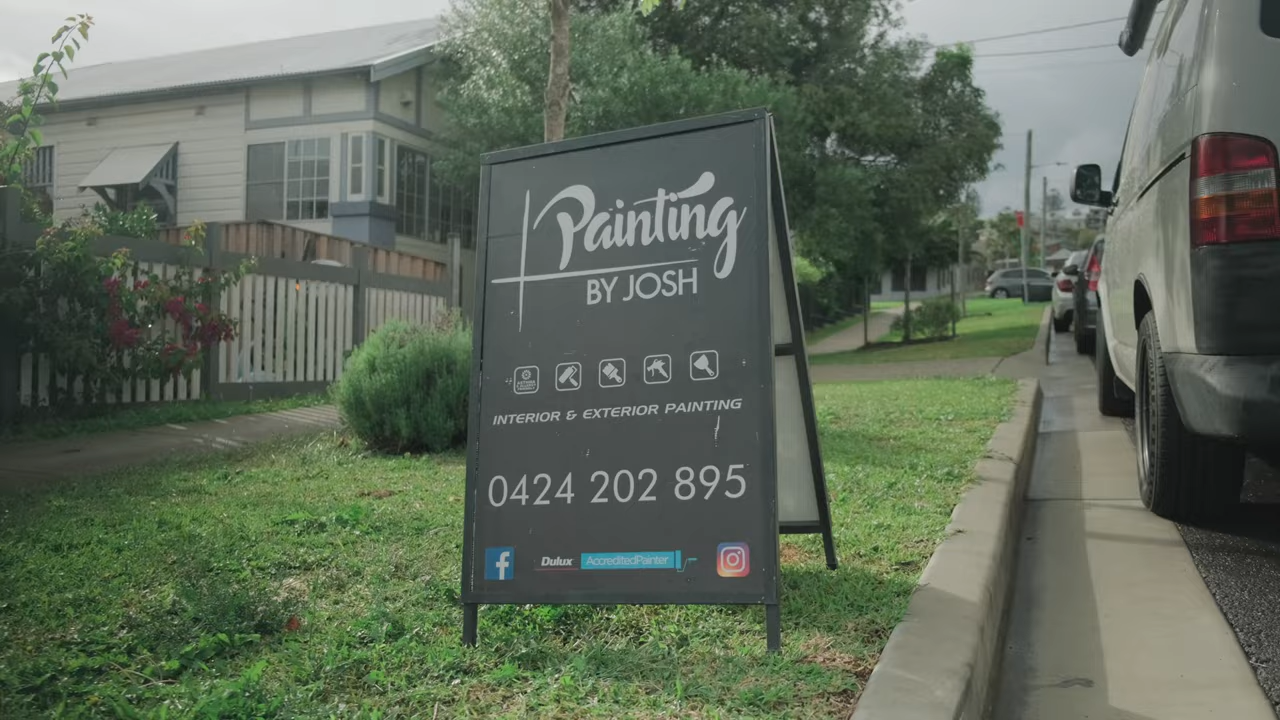 Painting
BY JOSH
INTERIOR & EXTERIOR PAINTING
0424 202 895
f
Dulux AccreditedPainter